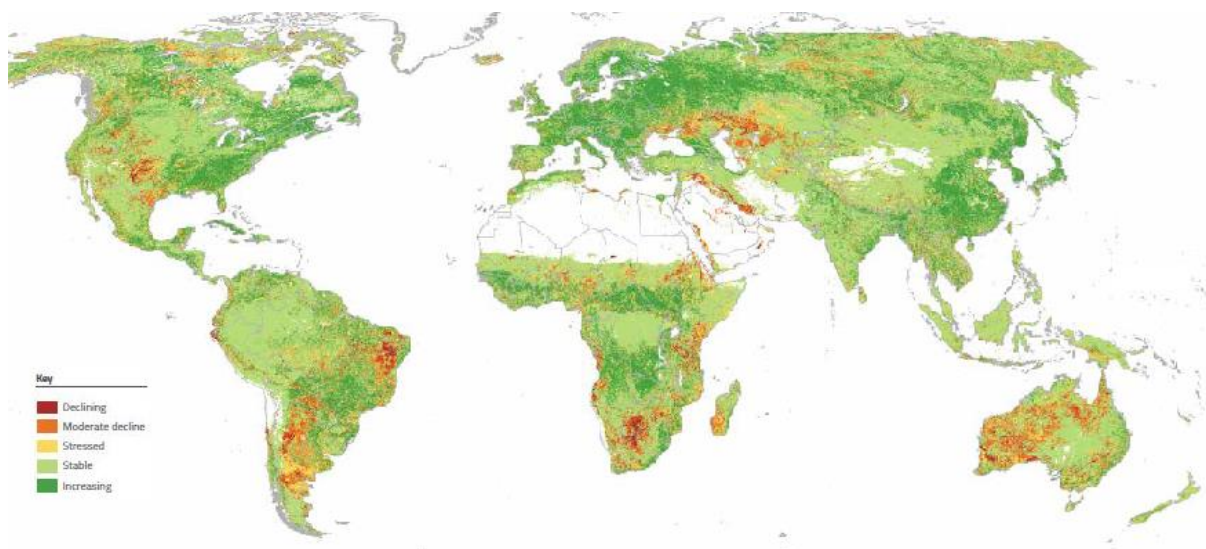 Key
Declining
Moderate decline
Stressed
Stable
Increasing